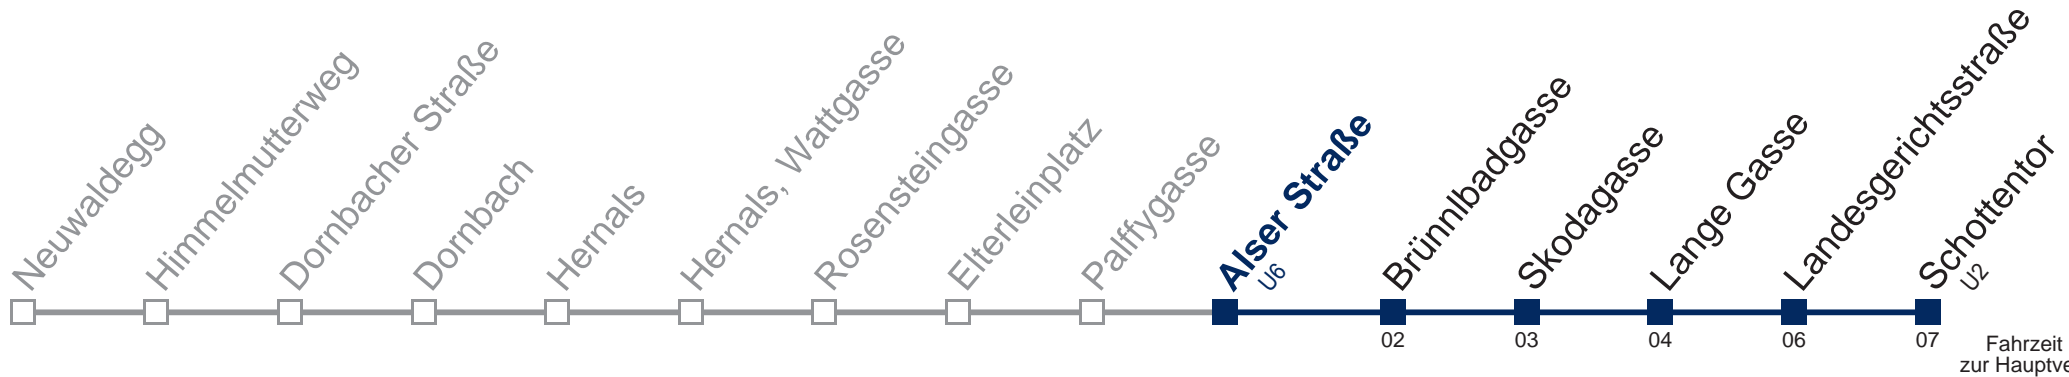 Neuwaldegg
Himmelmutterweg
Dornbacher Straße
Dornbach
Hernals
Hernals, Wattgasse
Rosensteingasse
Elterleinplatz
Palffygasse
Alser Straße
U6
Brünnlbadgasse
Skodagasse
Lange Gasse
Landesgerichtsstraße
Schottentor
U2
02
03
04
06
07
Fahrzeit
zur